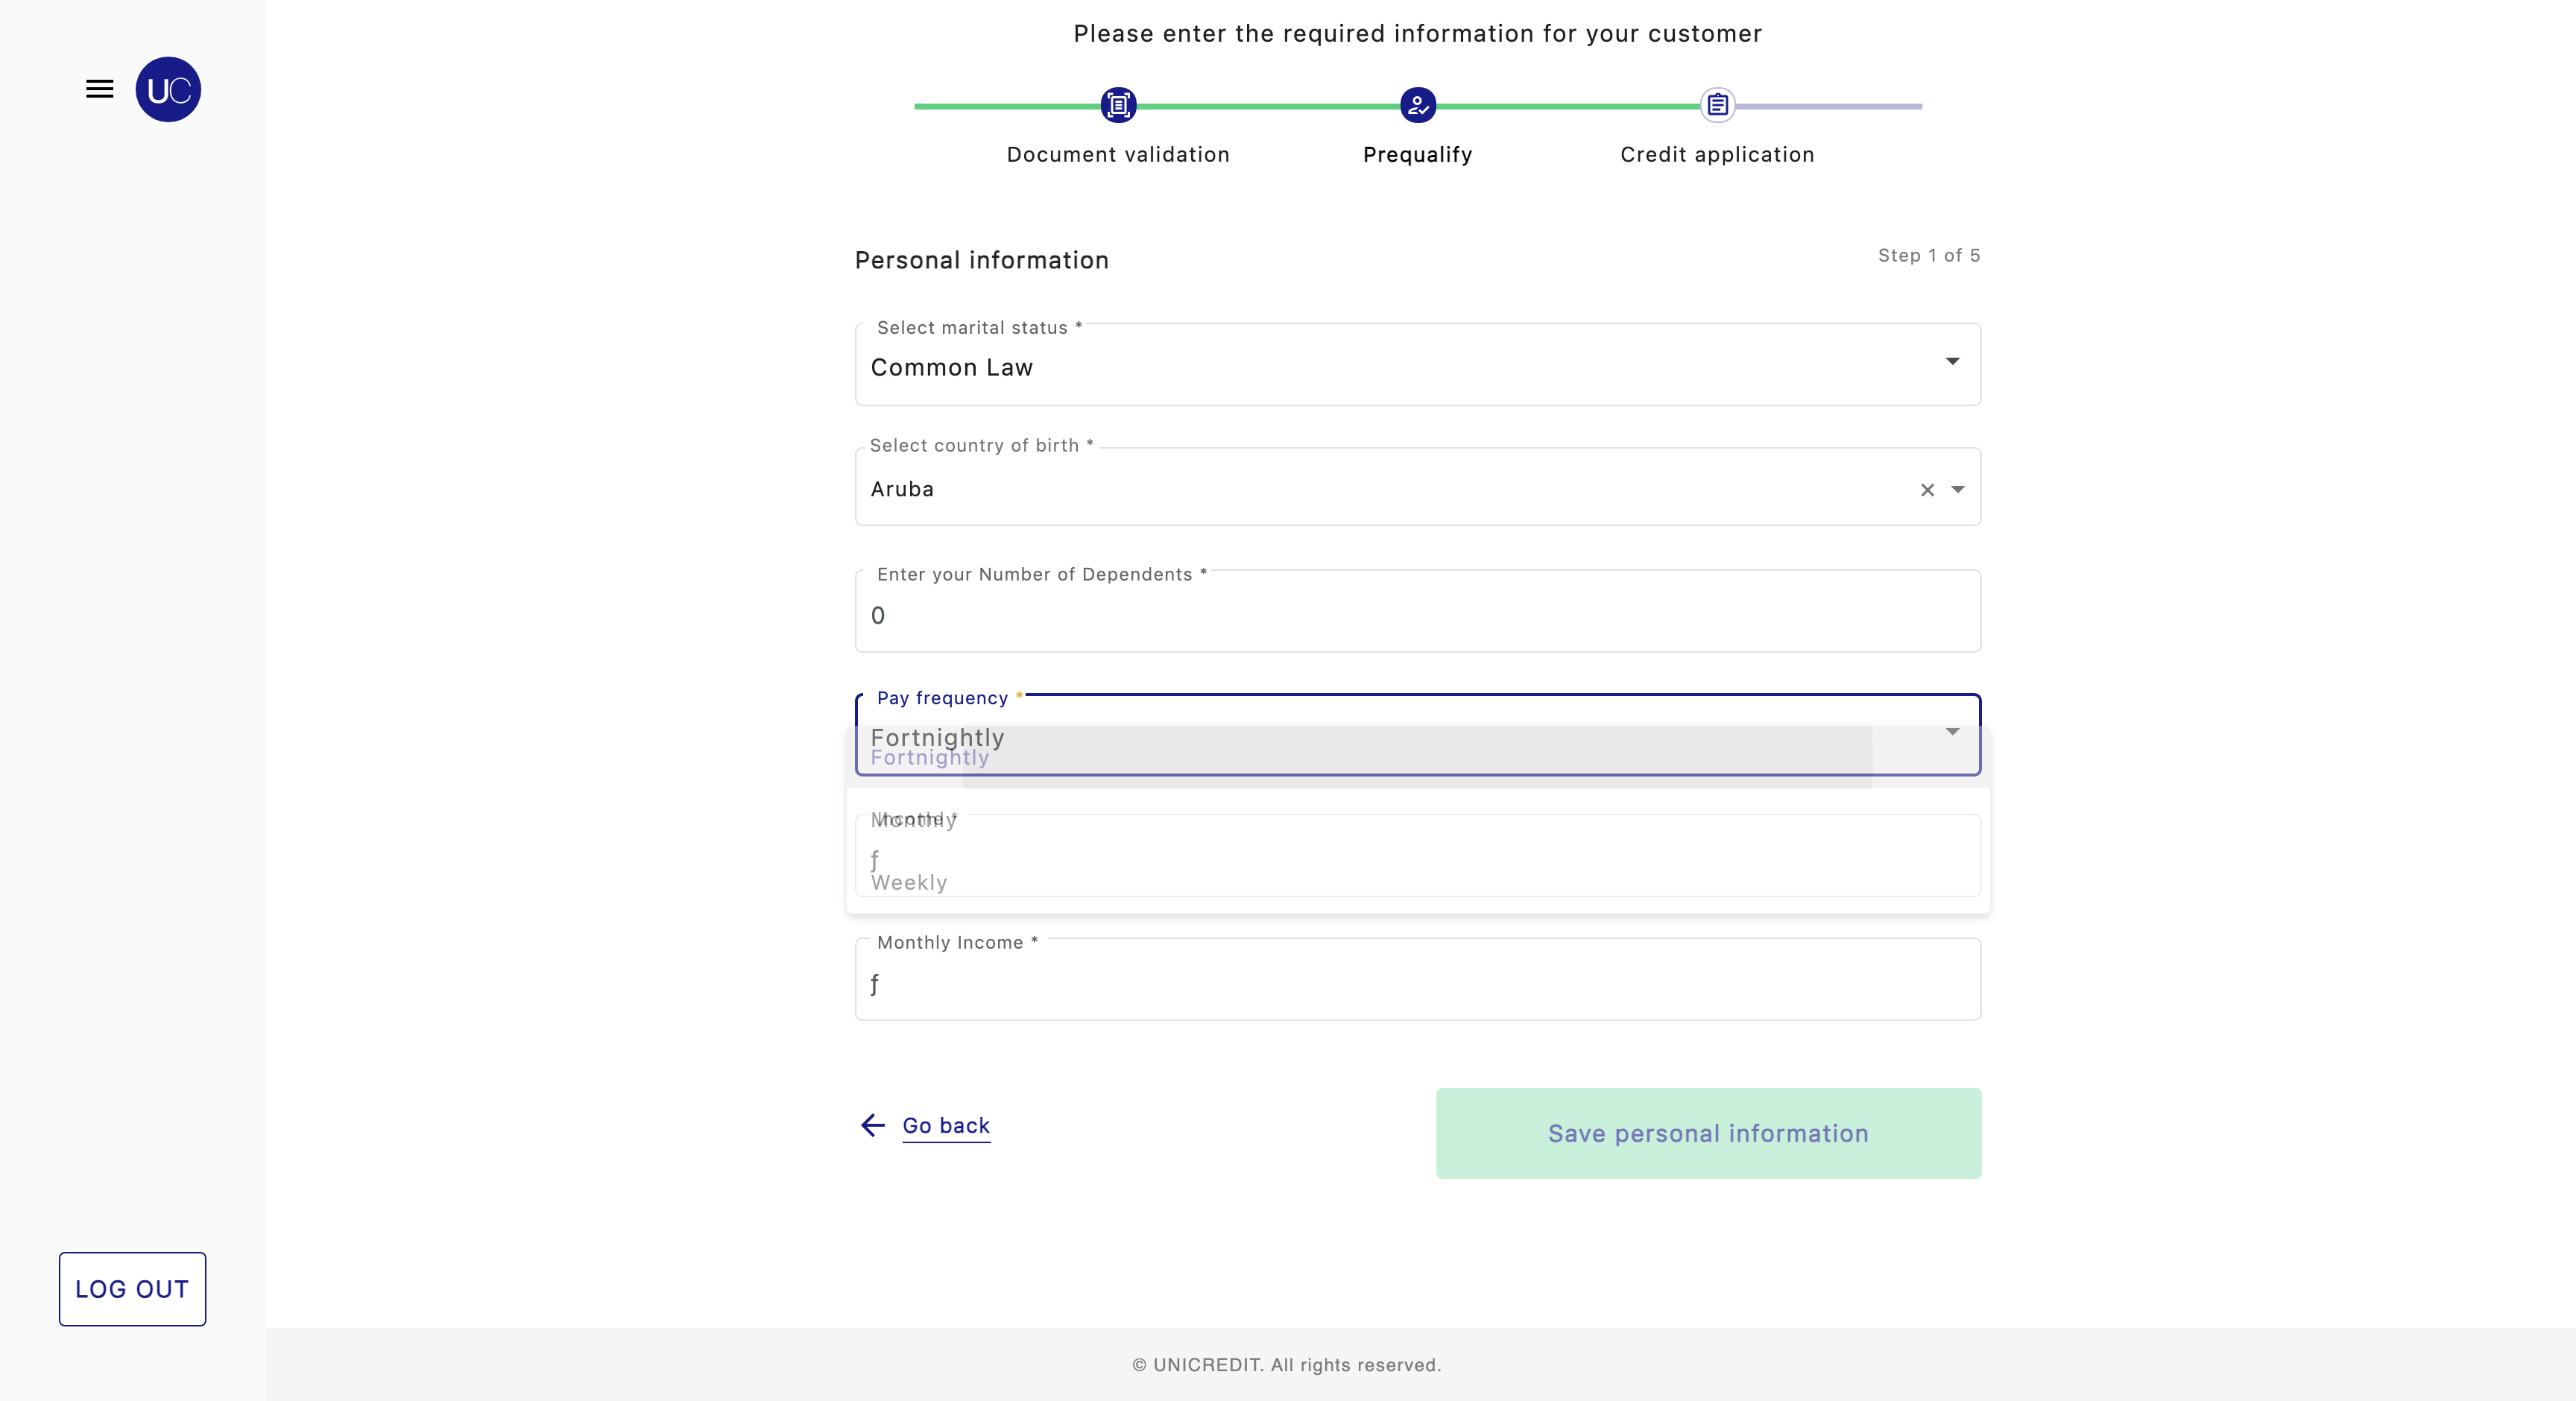 Please enter the required information for your customer
UC
Document validation
Prequalify
Credit application
Personal information
Step 1 of 5
Select marital status *
Common Law
Select country of birth *
Aruba
Enter your Number of Dependents *
0
Pay frequency *
Fortnightly
Fortnightly
Monthly
Income *
ƒ
Weekly
Monthly Income *
ƒ
Go back
Save personal information
LOG OUT
© UNICREDIT. All rights reserved.